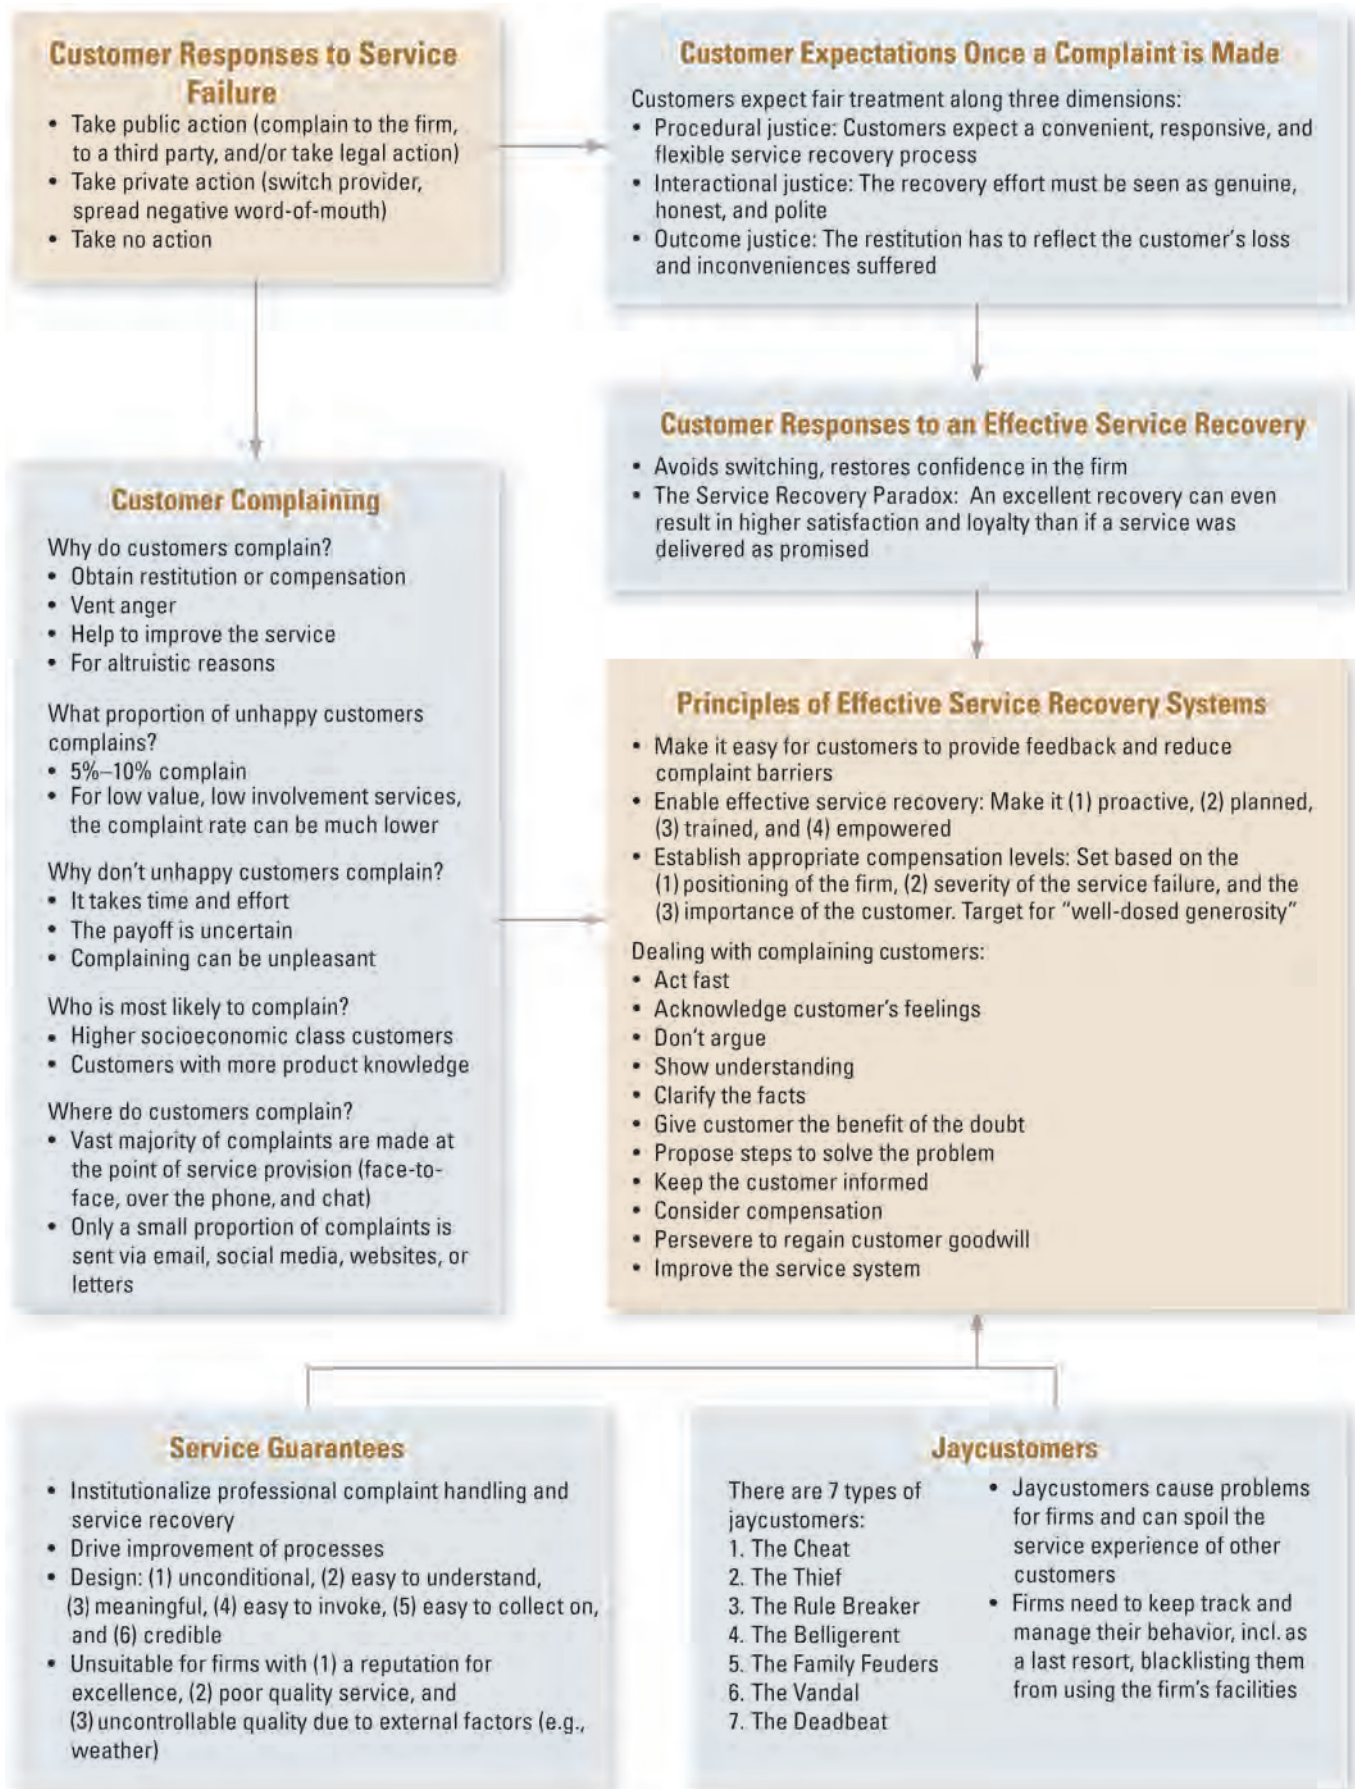 Customer Responses to Service
Failure
• Take public action (complain to the firm,
to a third party, and/or take legal action)
• Take private action (switch provider,
spread negative word-of-mouth)
• Take no action
Customer Expectations Once a Complaint is Made
Customers expect fair treatment along three dimensions:
• Procedural justice: Customers expect a convenient, responsive, and
flexible service recovery process
• Interactional justice: The recovery effort must be seen as genuine,
honest, and polite
• Outcome justice: The restitution has to reflect the customer's loss
and inconveniences suffered
Customer Responses to an Effective Service Recovery
• Avoids switching, restores confidence in the firm
• The Service Recovery Paradox: An excellent recovery can even
result in higher satisfaction and loyalty than if a service was
delivered as promised
Customer Complaining
Why do customers complain?
• Obtain restitution or compensation
• Vent anger
• Help to improve the service
• For altruistic reasons
What proportion of unhappy customers
complains?
• 5%–10% complain
• For low value, low involvement services,
the complaint rate can be much lower
Why don't unhappy customers complain?
• It takes time and effort
• The payoff is uncertain
• Complaining can be unpleasant
Who is most likely to complain?
• Higher socioeconomic class customers
• Customers with more product knowledge
Where do customers complain?
• Vast majority of complaints are made at
the point of service provision (face-to-
face, over the phone, and chat)
• Only a small proportion of complaints is
sent via email, social media, websites, or
letters
Principles of Effective Service Recovery Systems
• Make it easy for customers to provide feedback and reduce
complaint barriers
• Enable effective service recovery: Make it (1) proactive, (2) planned,
(3) trained, and (4) empowered
• Establish appropriate compensation levels: Set based on the
(1) positioning of the firm, (2) severity of the service failure, and the
(3) importance of the customer. Target for "well-dosed generosity"
Dealing with complaining customers:
• Act fast
• Acknowledge customer's feelings
• Don't argue
• Show understanding
• Clarify the facts
• Give customer the benefit of the doubt
• Propose steps to solve the problem
• Keep the customer informed
• Consider compensation
• Persevere to regain customer goodwill
• Improve the service system
Service Guarantees
• Institutionalize professional complaint handling and
service recovery
• Drive improvement of processes
• Design: (1) unconditional, (2) easy to understand,
(3) meaningful, (4) easy to invoke, (5) easy to collect on,
and (6) credible
• Unsuitable for firms with (1) a reputation for
excellence, (2) poor quality service, and
(3) uncontrollable quality due to external factors (e.g.,
weather)
Jaycustomers
There are 7 types of
jaycustomers:
1. The Cheat
2. The Thief
3. The Rule Breaker
4. The Belligerent
5. The Family Feuders
6. The Vandal
7. The Deadbeat
• Jaycustomers cause problems
for firms and can spoil the
service experience of other
customers
• Firms need to keep track and
manage their behavior, incl. as
a last resort, blacklisting them
from using the firm's facilities